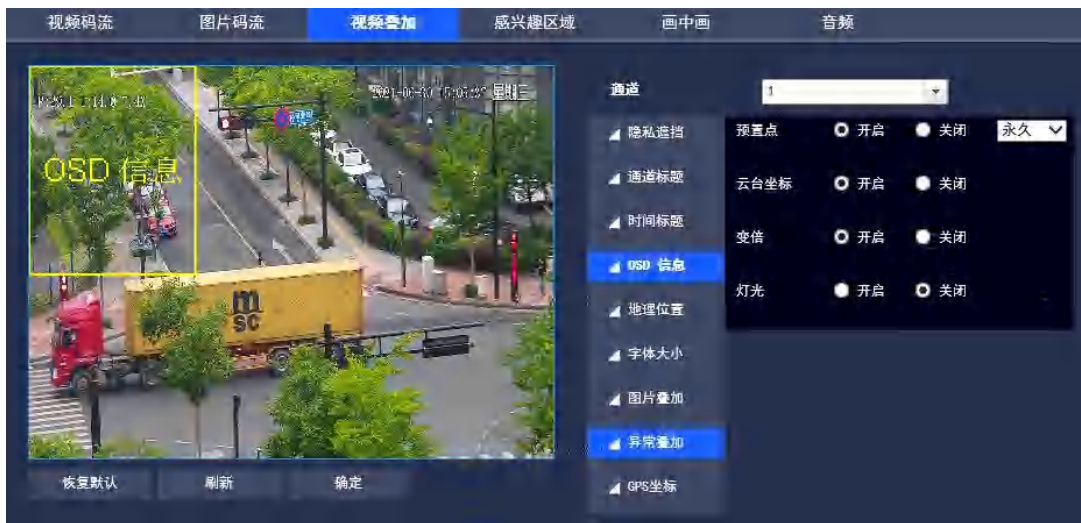 视频码流 图片码流 视频叠加 感兴趣区域 画中画 音频
OSD 信息
星期三
m
sc
通道 1
隐私遮挡
通道标题
时间标题
OSD 信息
地理位置
字体大小
图片叠加
异常叠加
GPS坐标
预置点 开启 关闭 永久
云台坐标 开启 关闭
变倍 开启 关闭
灯光 开启 关闭
恢复默认 刷新 确定